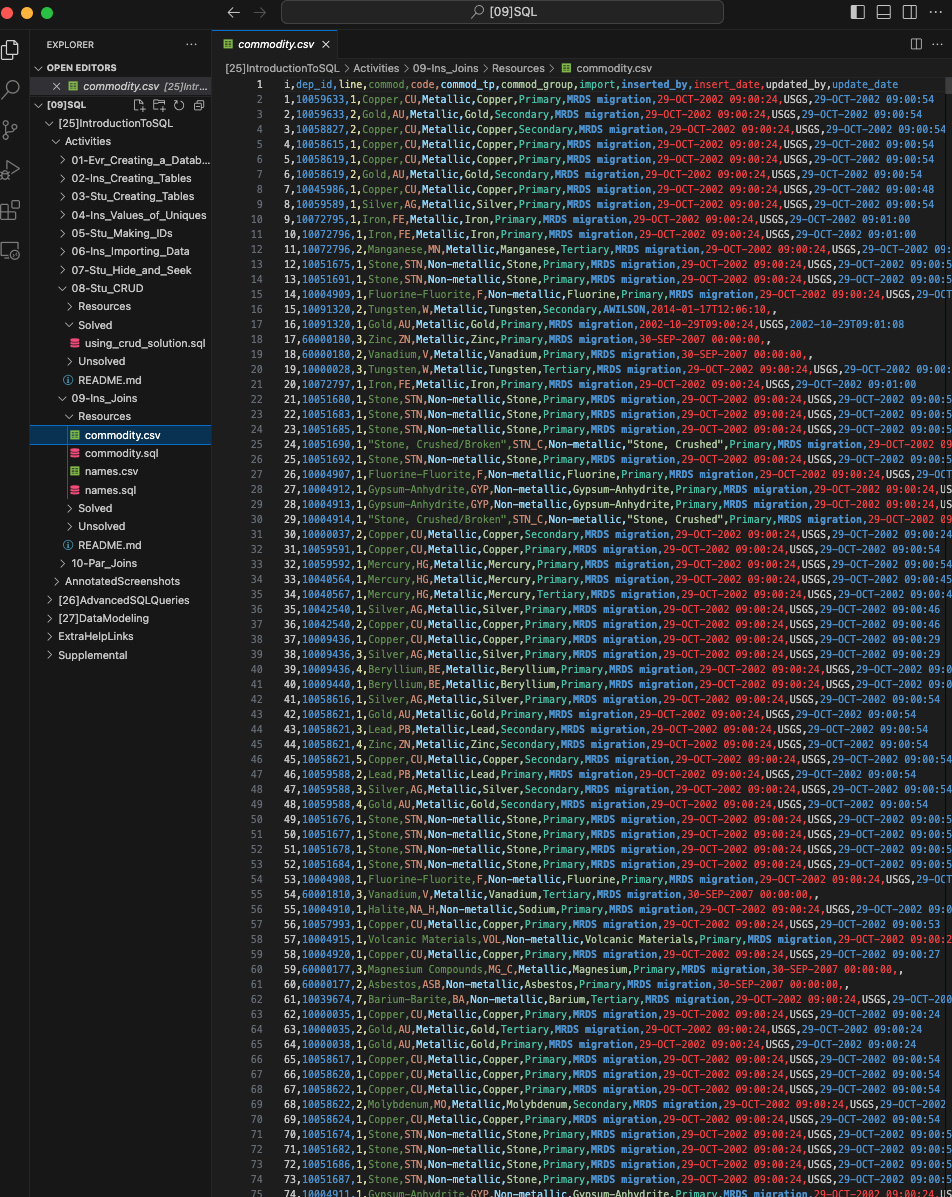 [09]SQL
EXPLORER
OPEN EDITORS
commodity.csv [25]Intr...
[09]SQL
[25]IntroductionToSQL
Activities
01-Evr_Creating_a_Datab...
02-Ins_Creating_Tables
03-Stu_Creating_Tables
04-Ins_Values_of_Uniques
05-Stu_Making_IDs
06-Ins_Importing_Data
07-Stu_Hide_and_Seek
08-Stu_CRUD
Resources
Solved
using_crud_solution.sql
Unsolved
README.md
09-Ins_Joins
Resources
commodity.csv
commodity.sql
names.csv
names.sql
Solved
Unsolved
README.md
10-Par_Joins
AnnotatedScreenshots
[26]AdvancedSQLQueries
[27]DataModeling
ExtraHelpLinks
Supplemental
commodity.csv
[25]IntroductionToSQL > Activities > 09-Ins_Joins > Resources > commodity.csv
1 i,dep_id,line,commod,code,commod_tp,commod_group,import,inserted_by,insert_date,updated_by,update_date
2 1,10059633,1,Copper,CU,Metallic,Copper,Primary,MRDS migration,29-OCT-2002 09:00:24,USGS,29-OCT-2002 09:00:54
3 2,10059633,2,Gold,AU,Metallic,Gold,Secondary,MRDS migration,29-OCT-2002 09:00:24,USGS,29-OCT-2002 09:00:54
4 3,10058827,2,Copper,CU,Metallic,Copper,Secondary,MRDS migration,29-OCT-2002 09:00:24,USGS,29-OCT-2002 09:00:54
5 4,10058615,1,Copper,CU,Metallic,Copper,Primary,MRDS migration,29-OCT-2002 09:00:24,USGS,29-OCT-2002 09:00:54
6 5,10058619,1,Copper,CU,Metallic,Copper,Primary,MRDS migration,29-OCT-2002 09:00:24,USGS,29-OCT-2002 09:00:54
7 6,10058619,2,Gold,AU,Metallic,Gold,Secondary,MRDS migration,29-OCT-2002 09:00:24,USGS,29-OCT-2002 09:00:54
8 7,10045986,1,Copper,CU,Metallic,Copper,Primary,MRDS migration,29-OCT-2002 09:00:24,USGS,29-OCT-2002 09:00:48
9 8,10059589,1,Silver,AG,Metallic,Silver,Primary,MRDS migration,29-OCT-2002 09:00:24,USGS,29-OCT-2002 09:00:54
10 9,10072795,1,Iron,FE,Metallic,Iron,Primary,MRDS migration,29-OCT-2002 09:00:24,USGS,29-OCT-2002 09:01:00
11 10,10072796,1,Iron,FE,Metallic,Iron,Primary,MRDS migration,29-OCT-2002 09:00:24,USGS,29-OCT-2002 09:01:00
12 11,10072796,2,Manganese,MN,Metallic,Manganese,Tertiary,MRDS migration,29-OCT-2002 09:00:24,USGS,29-OCT-2002 09:
13 12,10051675,1,Stone,STN,Non-metallic,Stone,Primary,MRDS migration,29-OCT-2002 09:00:24,USGS,29-OCT-2002 09:00:5
14 13,10051691,1,Stone,STN,Non-metallic,Stone,Primary,MRDS migration,29-OCT-2002 09:00:24,USGS,29-OCT-2002 09:00:5
15 14,10004909,1,Fluorine-Fluorite,F,Non-metallic,Fluorine,Primary,MRDS migration,29-OCT-2002 09:00:24,USGS,29-OCT
16 15,10091320,2,Tungsten,W,Metallic,Tungsten,Secondary,AWILSON,2014-01-17T12:06:10,,
17 16,10091320,1,Gold,AU,Metallic,Gold,Primary,MRDS migration,2002-10-29T09:00:24,USGS,2002-10-29T09:01:08
18 17,60000180,3,Zinc,ZN,Metallic,Zinc,Primary,MRDS migration,30-SEP-2007 00:00:00,,
19 18,60000180,2,Vanadium,V,Metallic,Vanadium,Primary,MRDS migration,30-SEP-2007 00:00:00,,
20 19,10000028,3,Tungsten,W,Metallic,Tungsten,Tertiary,MRDS migration,29-OCT-2002 09:00:24,USGS,29-OCT-2002 09:00:
21 20,10072797,1,Iron,FE,Metallic,Iron,Primary,MRDS migration,29-OCT-2002 09:00:24,USGS,29-OCT-2002 09:01:00
22 21,10051680,1,Stone,STN,Non-metallic,Stone,Primary,MRDS migration,29-OCT-2002 09:00:24,USGS,29-OCT-2002 09:00:5
23 22,10051683,1,Stone,STN,Non-metallic,Stone,Primary,MRDS migration,29-OCT-2002 09:00:24,USGS,29-OCT-2002 09:00:5
24 23,10051685,1,Stone,STN,Non-metallic,Stone,Primary,MRDS migration,29-OCT-2002 09:00:24,USGS,29-OCT-2002 09:00:5
25 24,10051690,1,"Stone, Crushed/Broken",STN_C,Non-metallic,"Stone, Crushed",Primary,MRDS migration,29-OCT-2002 09
26 25,10051692,1,Stone,STN,Non-metallic,Stone,Primary,MRDS migration,29-OCT-2002 09:00:24,USGS,29-OCT-2002 09:00:5
27 26,10004907,1,Fluorine-Fluorite,F,Non-metallic,Fluorine,Primary,MRDS migration,29-OCT-2002 09:00:24,USGS,29-OCT
28 27,10004912,1,Gypsum-Anhydrite,GYP,Non-metallic,Gypsum-Anhydrite,Primary,MRDS migration,29-OCT-2002 09:00:24,US
29 28,10004913,1,Gypsum-Anhydrite,GYP,Non-metallic,Gypsum-Anhydrite,Primary,MRDS migration,29-OCT-2002 09:00:24,US
30 29,10004914,1,"Stone, Crushed/Broken",STN_C,Non-metallic,"Stone, Crushed",Primary,MRDS migration,29-OCT-2002 09
31 30,10000037,2,Copper,CU,Metallic,Copper,Secondary,MRDS migration,29-OCT-2002 09:00:24,USGS,29-OCT-2002 09:00:24
32 31,10059591,1,Copper,CU,Metallic,Copper,Primary,MRDS migration,29-OCT-2002 09:00:24,USGS,29-OCT-2002 09:00:54
33 32,10059592,1,Mercury,HG,Metallic,Mercury,Primary,MRDS migration,29-OCT-2002 09:00:24,USGS,29-OCT-2002 09:00:54
34 33,10040564,1,Mercury,HG,Metallic,Mercury,Primary,MRDS migration,29-OCT-2002 09:00:24,USGS,29-OCT-2002 09:00:45
35 34,10040567,1,Mercury,HG,Metallic,Mercury,Tertiary,MRDS migration,29-OCT-2002 09:00:24,USGS,29-OCT-2002 09:00:4
36 35,10042540,1,Silver,AG,Metallic,Silver,Primary,MRDS migration,29-OCT-2002 09:00:24,USGS,29-OCT-2002 09:00:46
37 36,10042540,2,Copper,CU,Metallic,Copper,Primary,MRDS migration,29-OCT-2002 09:00:24,USGS,29-OCT-2002 09:00:46
38 37,10009436,1,Copper,CU,Metallic,Copper,Primary,MRDS migration,29-OCT-2002 09:00:24,USGS,29-OCT-2002 09:00:29
39 38,10009436,3,Silver,AG,Metallic,Silver,Primary,MRDS migration,29-OCT-2002 09:00:24,USGS,29-OCT-2002 09:00:29
40 39,10009436,4,Beryllium,BE,Metallic,Beryllium,Primary,MRDS migration,29-OCT-2002 09:00:24,USGS,29-OCT-2002 09:0
41 40,10009440,1,Beryllium,BE,Metallic,Beryllium,Primary,MRDS migration,29-OCT-2002 09:00:24,USGS,29-OCT-2002 09:0
42 41,10058616,1,Silver,AG,Metallic,Silver,Primary,MRDS migration,29-OCT-2002 09:00:24,USGS,29-OCT-2002 09:00:54
43 42,10058621,1,Gold,AU,Metallic,Gold,Primary,MRDS migration,29-OCT-2002 09:00:24,USGS,29-OCT-2002 09:00:54
44 43,10058621,3,Lead,PB,Metallic,Lead,Secondary,MRDS migration,29-OCT-2002 09:00:24,USGS,29-OCT-2002 09:00:54
45 44,10058621,4,Zinc,ZN,Metallic,Zinc,Secondary,MRDS migration,29-OCT-2002 09:00:24,USGS,29-OCT-2002 09:00:54
46 45,10058621,5,Copper,CU,Metallic,Copper,Secondary,MRDS migration,29-OCT-2002 09:00:24,USGS,29-OCT-2002 09:00:54
47 46,10059588,2,Lead,PB,Metallic,Lead,Primary,MRDS migration,29-OCT-2002 09:00:24,USGS,29-OCT-2002 09:00:54
48 47,10059588,3,Silver,AG,Metallic,Silver,Secondary,MRDS migration,29-OCT-2002 09:00:24,USGS,29-OCT-2002 09:00:54
49 48,10059588,4,Gold,AU,Metallic,Gold,Secondary,MRDS migration,29-OCT-2002 09:00:24,USGS,29-OCT-2002 09:00:54
50 49,10051676,1,Stone,STN,Non-metallic,Stone,Primary,MRDS migration,29-OCT-2002 09:00:24,USGS,29-OCT-2002 09:00:5
51 50,10051677,1,Stone,STN,Non-metallic,Stone,Primary,MRDS migration,29-OCT-2002 09:00:24,USGS,29-OCT-2002 09:00:5
52 51,10051678,1,Stone,STN,Non-metallic,Stone,Primary,MRDS migration,29-OCT-2002 09:00:24,USGS,29-OCT-2002 09:00:5
53 52,10051684,1,Stone,STN,Non-metallic,Stone,Primary,MRDS migration,29-OCT-2002 09:00:24,USGS,29-OCT-2002 09:00:5
54 53,10004908,1,Fluorine-Fluorite,F,Non-metallic,Fluorine,Primary,MRDS migration,29-OCT-2002 09:00:24,USGS,29-OCT
55 54,60001810,3,Vanadium,V,Metallic,Vanadium,Tertiary,MRDS migration,30-SEP-2007 00:00:00,,
56 55,10004910,1,Halite,NA_H,Non-metallic,Sodium,Primary,MRDS migration,29-OCT-2002 09:00:24,USGS,29-OCT-2002 09:0
57 56,10057993,1,Copper,CU,Metallic,Copper,Primary,MRDS migration,29-OCT-2002 09:00:24,USGS,29-OCT-2002 09:00:53
58 57,10004915,1,Volcanic Materials,VOL,Non-metallic,Volcanic Materials,Primary,MRDS migration,29-OCT-2002 09:00:2
59 58,10004920,1,Copper,CU,Metallic,Copper,Primary,MRDS migration,29-OCT-2002 09:00:24,USGS,29-OCT-2002 09:00:27
60 59,60000177,3,Magnesium Compounds,MG_C,Metallic,Magnesium,Primary,MRDS migration,30-SEP-2007 00:00:00,,
61 60,60000177,2,Asbestos,ASB,Non-metallic,Asbestos,Primary,MRDS migration,30-SEP-2007 00:00:00,,
62 61,10039674,7,Barium-Barite,BA,Non-metallic,Barium,Tertiary,MRDS migration,29-OCT-2002 09:00:24,USGS,29-OCT-200
63 62,10000035,1,Copper,CU,Metallic,Copper,Primary,MRDS migration,29-OCT-2002 09:00:24,USGS,29-OCT-2002 09:00:24
64 63,10000035,2,Gold,AU,Metallic,Gold,Tertiary,MRDS migration,29-OCT-2002 09:00:24,USGS,29-OCT-2002 09:00:24
65 64,10000038,1,Gold,AU,Metallic,Gold,Primary,MRDS migration,29-OCT-2002 09:00:24,USGS,29-OCT-2002 09:00:24
66 65,10058617,1,Copper,CU,Metallic,Copper,Primary,MRDS migration,29-OCT-2002 09:00:24,USGS,29-OCT-2002 09:00:54
67 66,10058620,1,Copper,CU,Metallic,Copper,Primary,MRDS migration,29-OCT-2002 09:00:24,USGS,29-OCT-2002 09:00:54
68 67,10058622,1,Copper,CU,Metallic,Copper,Primary,MRDS migration,29-OCT-2002 09:00:24,USGS,29-OCT-2002 09:00:54
69 68,10058622,2,Molybdenum,MO,Metallic,Molybdenum,Secondary,MRDS migration,29-OCT-2002 09:00:24,USGS,29-OCT-2002
70 69,10058624,1,Copper,CU,Metallic,Copper,Primary,MRDS migration,29-OCT-2002 09:00:24,USGS,29-OCT-2002 09:00:54
71 70,10051674,1,Stone,STN,Non-metallic,Stone,Primary,MRDS migration,29-OCT-2002 09:00:24,USGS,29-OCT-2002 09:00:5
72 71,10051682,1,Stone,STN,Non-metallic,Stone,Primary,MRDS migration,29-OCT-2002 09:00:24,USGS,29-OCT-2002 09:00:5
73 72,10051686,1,Stone,STN,Non-metallic,Stone,Primary,MRDS migration,29-OCT-2002 09:00:24,USGS,29-OCT-2002 09:00:5
74 73,10051687,1,Stone,STN,Non-metallic,Stone,Primary,MRDS migration,29-OCT-2002 09:00:24,USGS,29-OCT-2002 09:00:5
75 74,10004911,1,Gypsum-Anhydrite,GYP,Non-metallic,Gypsum-Anhydrite,Primary,MRDS migration,29-OCT-2002 09:00:24,US